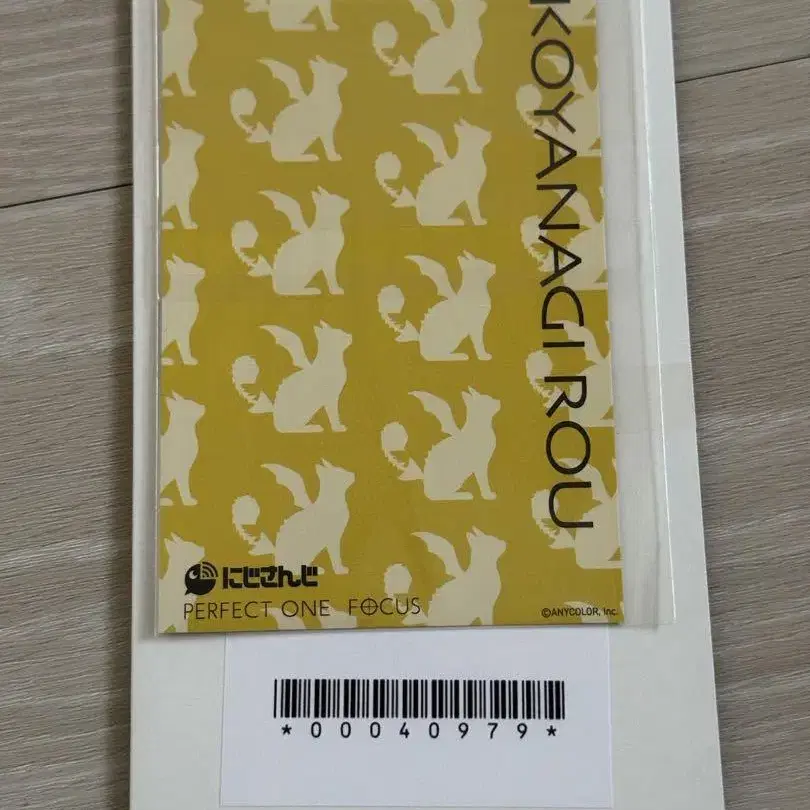 KOYANAGI ROU
にじさんじ
PERFECT ONE FOCUS
©ANYCOLOR, Inc.
*00040979*